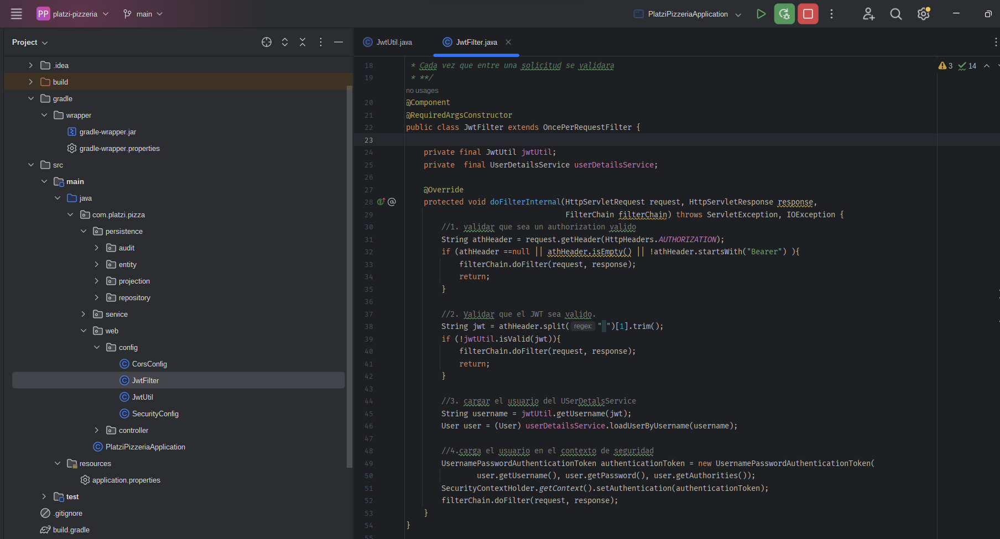 PP platzi-pizzeria main PlatziPizzeriaApplication
Project
.idea
build
gradle
wrapper
gradle-wrapper.jar
gradle-wrapper.properties
src
main
java
com.platzi.pizza
persistence
audit
entity
projection
repository
service
web
config
CorsConfig
JwtFilter
JwtUtil
SecurityConfig
controller
PlatziPizzeriaApplication
resources
application.properties
test
.gitignore
build.gradle
JwtUtil.java JwtFilter.java
3 14
18 * Cada vez que entre una solicitud se validara
19 * **/
no usages
20 @Component
21 @RequiredArgsConstructor
22 public class JwtFilter extends OncePerRequestFilter {
23
24 private final JwtUtil jwtUtil;
25 private  final UserDetailsService userDetailsService;
26
27 @Override
28 protected void doFilterInternal(HttpServletRequest request, HttpServletResponse response,
29 FilterChain filterChain) throws ServletException, IOException {
30 //1. validar que sea un authorization valido
31 String athHeader = request.getHeader(HttpHeaders.AUTHORIZATION);
32 if (athHeader ==null || athHeader.isEmpty() || !athHeader.startsWith("Bearer") ){
33 filterChain.doFilter(request, response);
34 return;
35 }
36
37 //2. Validar que el JWT sea valido.
38 String jwt = athHeader.split( regex: " ")[1].trim();
39 if (!jwtUtil.isValid(jwt)){
40 filterChain.doFilter(request, response);
41 return;
42 }
43
44 //3. cargar el usuario del USerDetalsService
45 String username = jwtUtil.getUsername(jwt);
46 User user = (User) userDetailsService.loadUserByUsername(username);
47
48 //4.carga el usuario en el contexto de seguridad
49 UsernamePasswordAuthenticationToken authenticationToken = new UsernamePasswordAuthenticationToken(
50 user.getUsername(), user.getPassword(), user.getAuthorities());
51 SecurityContextHolder.getContext().setAuthentication(authenticationToken);
52 filterChain.doFilter(request, response);
53 }
54 }
55